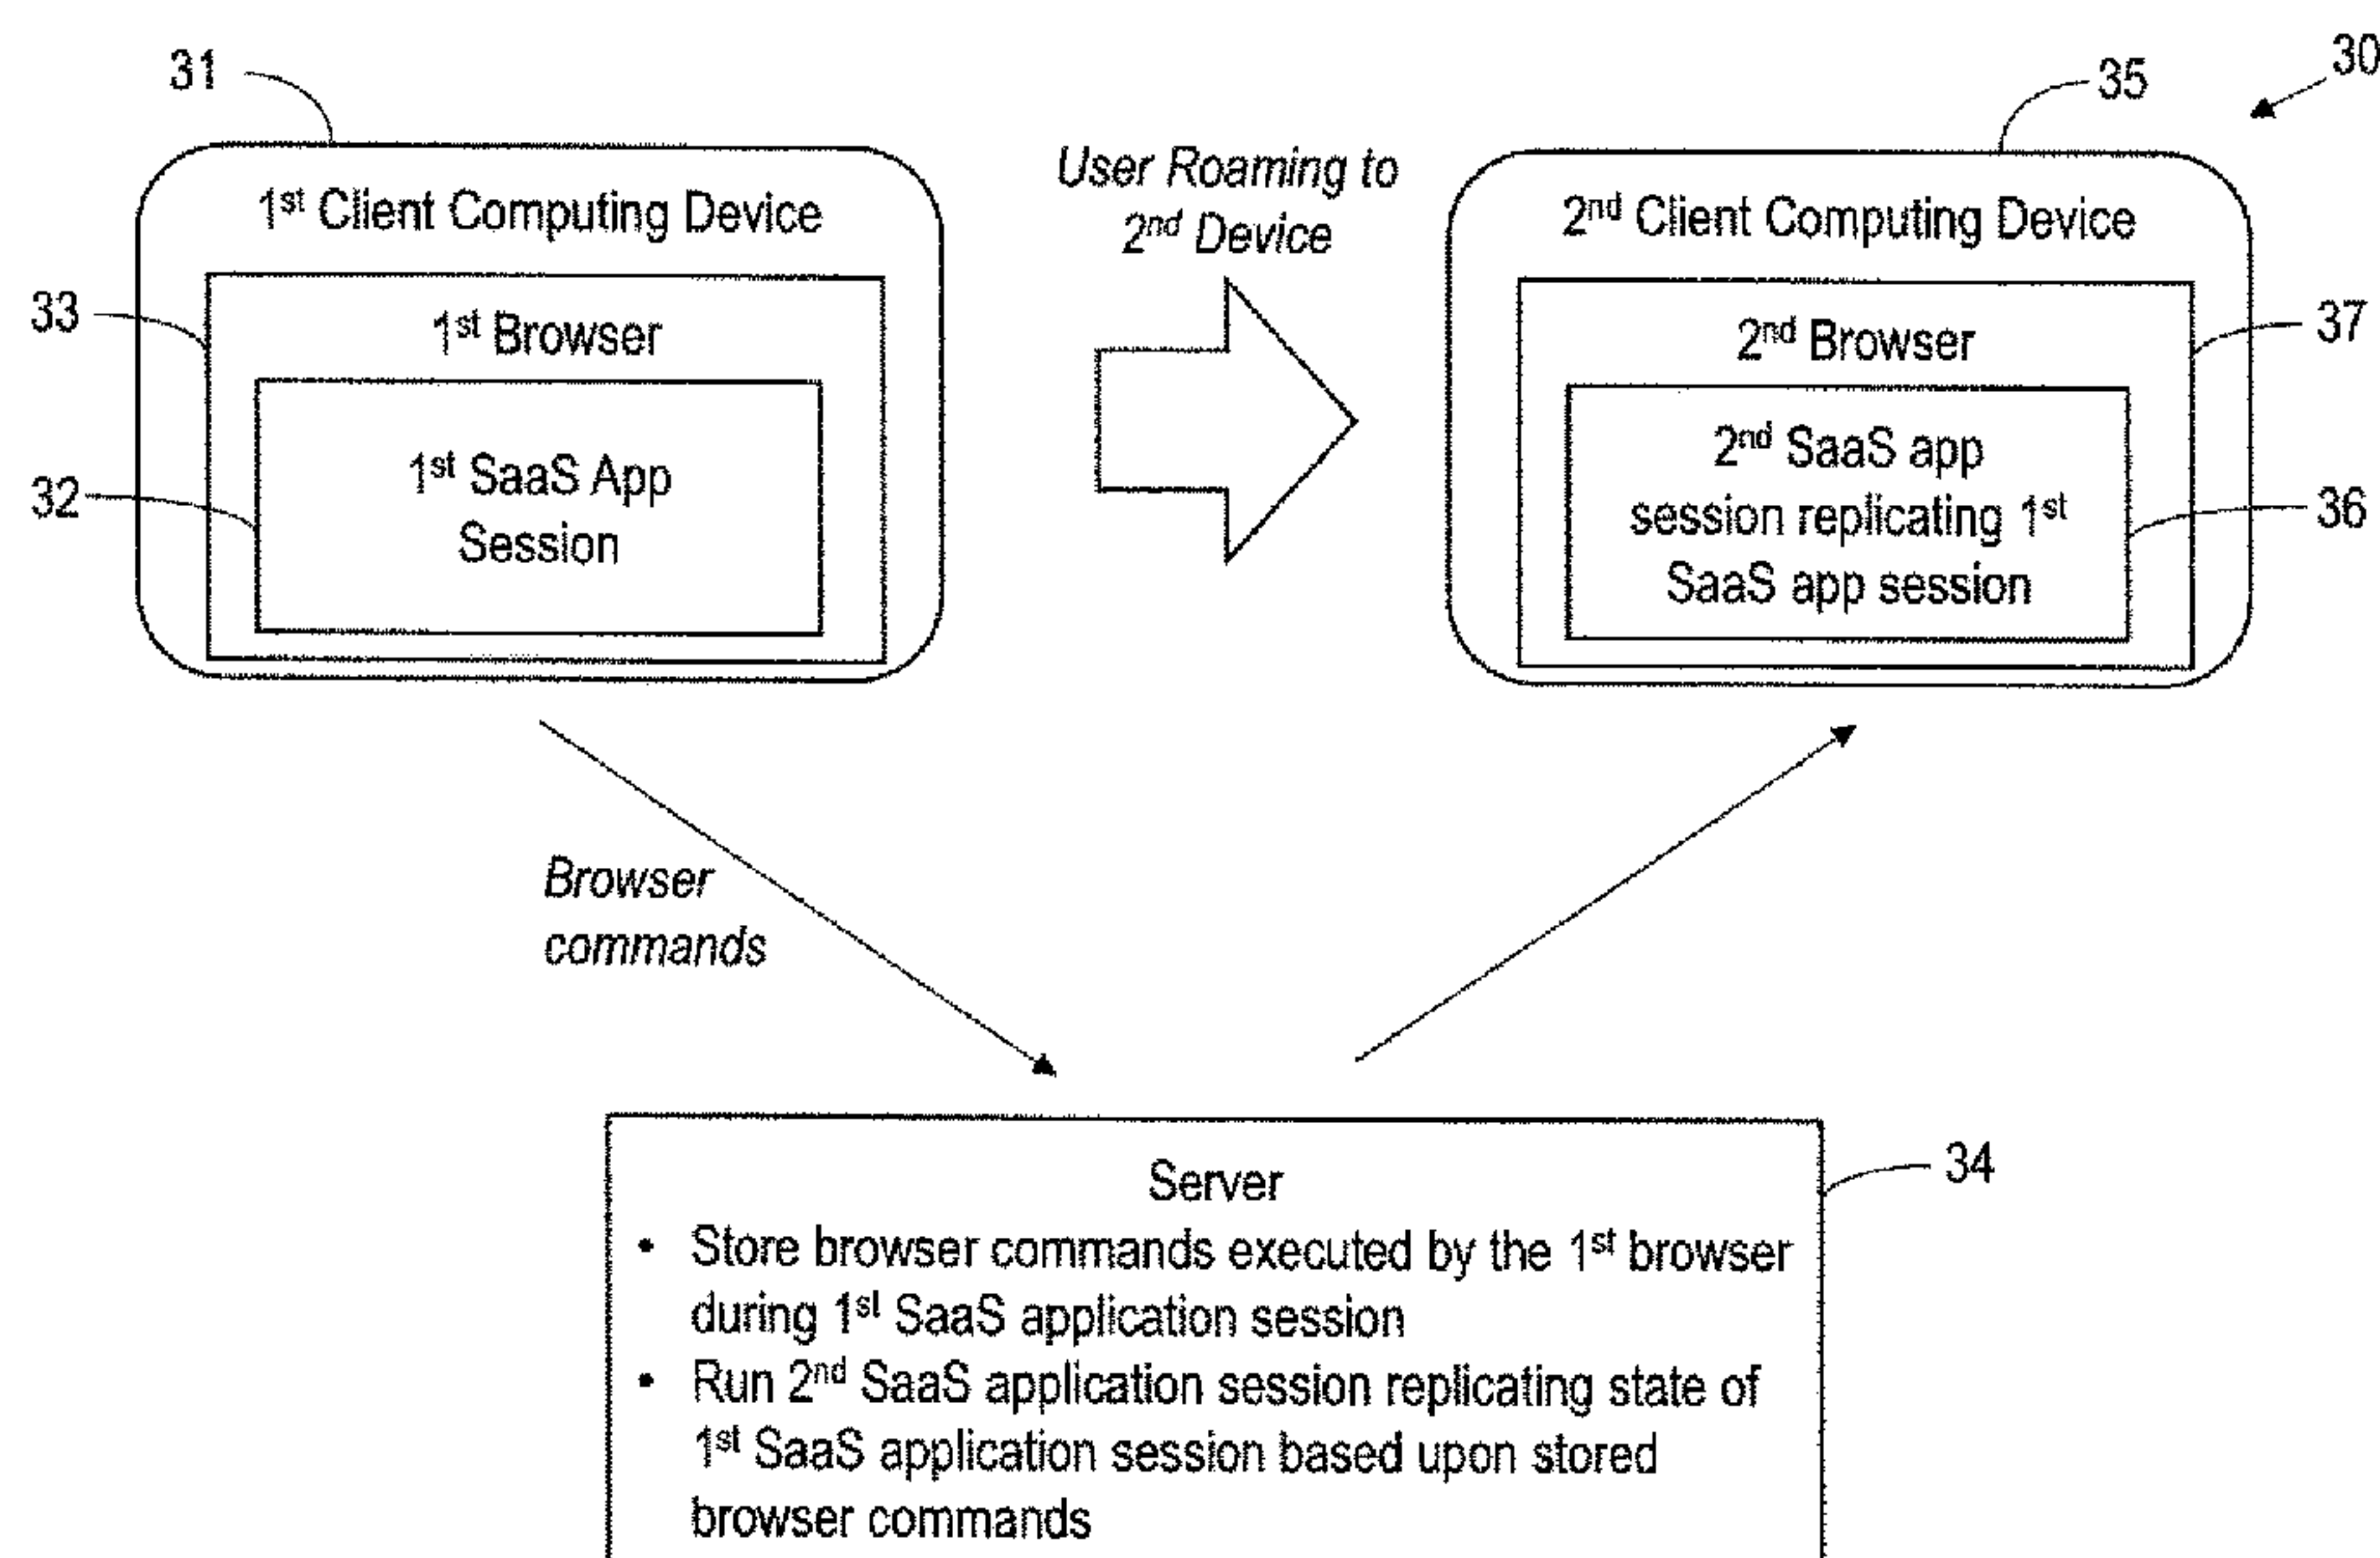 31
35
30
1st Client Computing Device
User Roaming to
2nd Device
2nd Client Computing Device
33
1st Browser
2nd Browser
37
32
1st SaaS App
Session
2nd SaaS app
session replicating 1st
SaaS app session
36
Browser
commands
Server
34
• Store browser commands executed by the 1st browser
during 1st SaaS application session
• Run 2nd SaaS application session replicating state of
1st SaaS application session based upon stored
browser commands